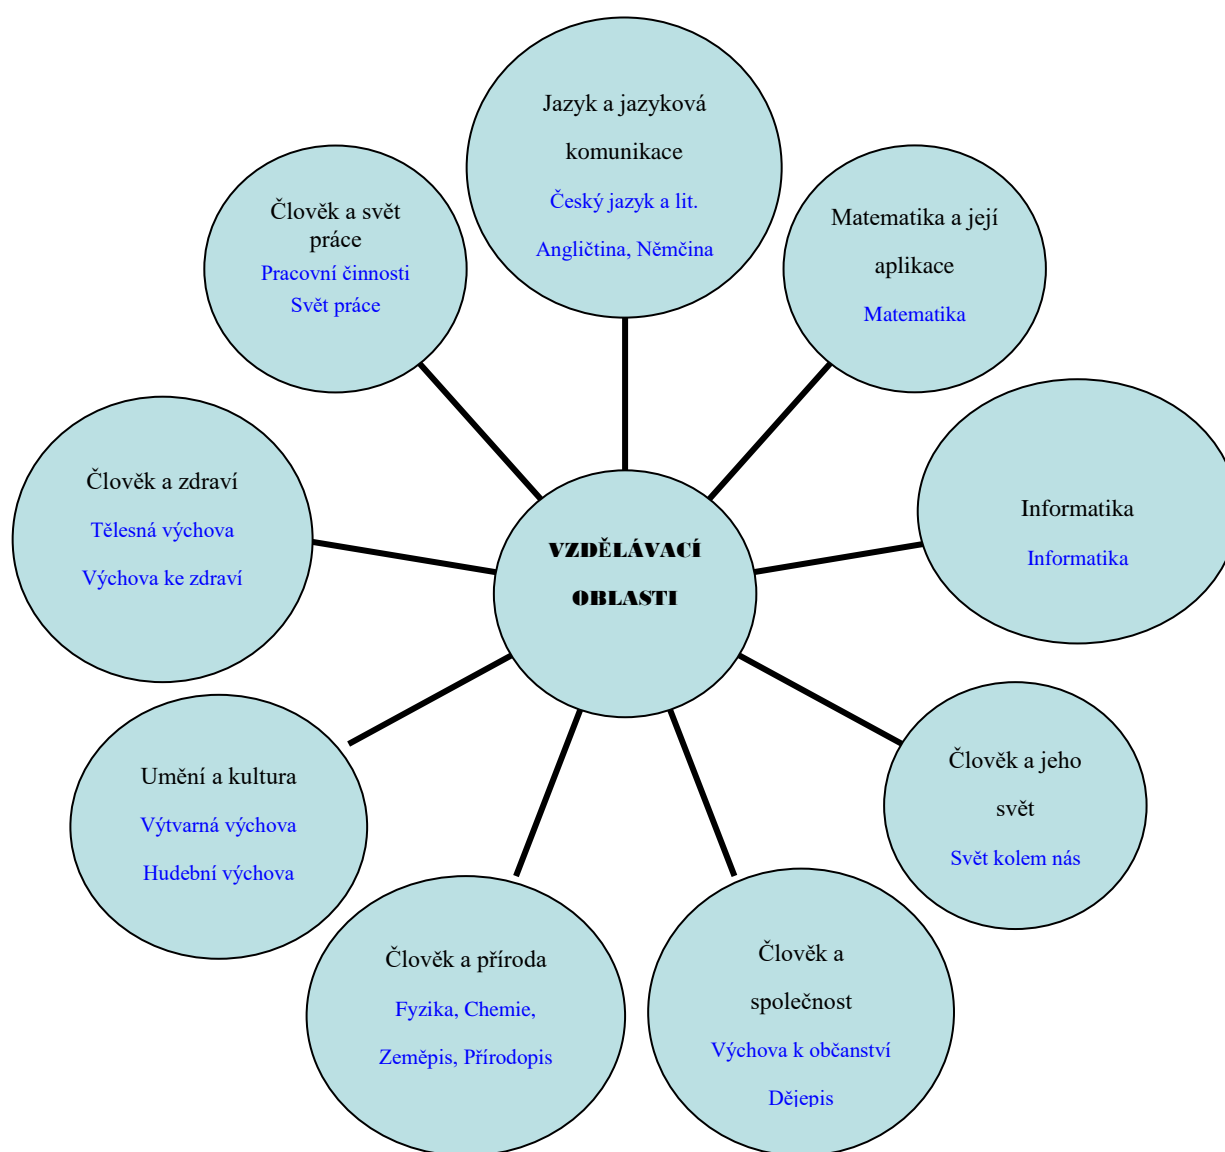 Jazyk a jazyková
komunikace
Český jazyk a lit.
Angličtina, Němčina
Člověk a svět
práce
Pracovní činnosti
Svět práce
Matematika a její
aplikace
Matematika
Člověk a zdraví
Tělesná výchova
Výchova ke zdraví
Informatika
Informatika
VZDĚLÁVACÍ
OBLASTI
Umění a kultura
Výtvarná výchova
Hudební výchova
Člověk a jeho
svět
Svět kolem nás
Člověk a příroda
Fyzika, Chemie,
Zeměpis, Přírodopis
Člověk a
společnost
Výchova k občanství
Dějepis